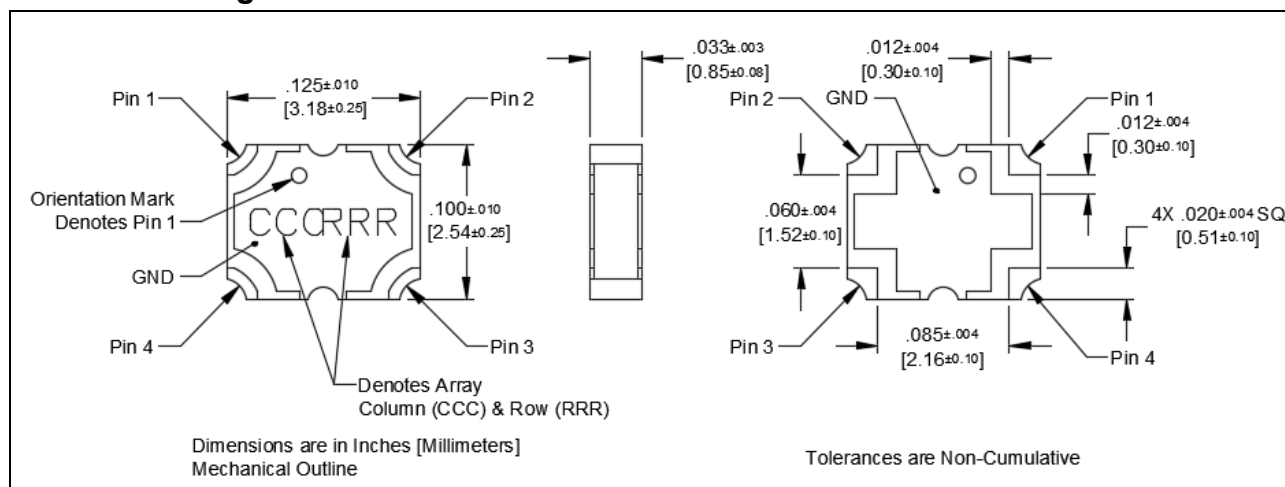 .125±.010
[3.18±0.25]
Pin 1
Pin 2
Orientation Mark
Denotes Pin 1
CCCRRR
.100±.010
[2.54±0.25]
GND
Pin 4
Pin 3
Denotes Array
Column (CCC) & Row (RRR)
Dimensions are in Inches [Millimeters]
Mechanical Outline
.033±.003
[0.85±0.08]
.012±.004
[0.30±0.10]
Pin 2
GND
Pin 1
.012±.004
[0.30±0.10]
.060±.004
[1.52±0.10]
4X .020±.004 SQ
[0.51±0.10]
Pin 3
.085±.004
[2.16±0.10]
Pin 4
Tolerances are Non-Cumulative